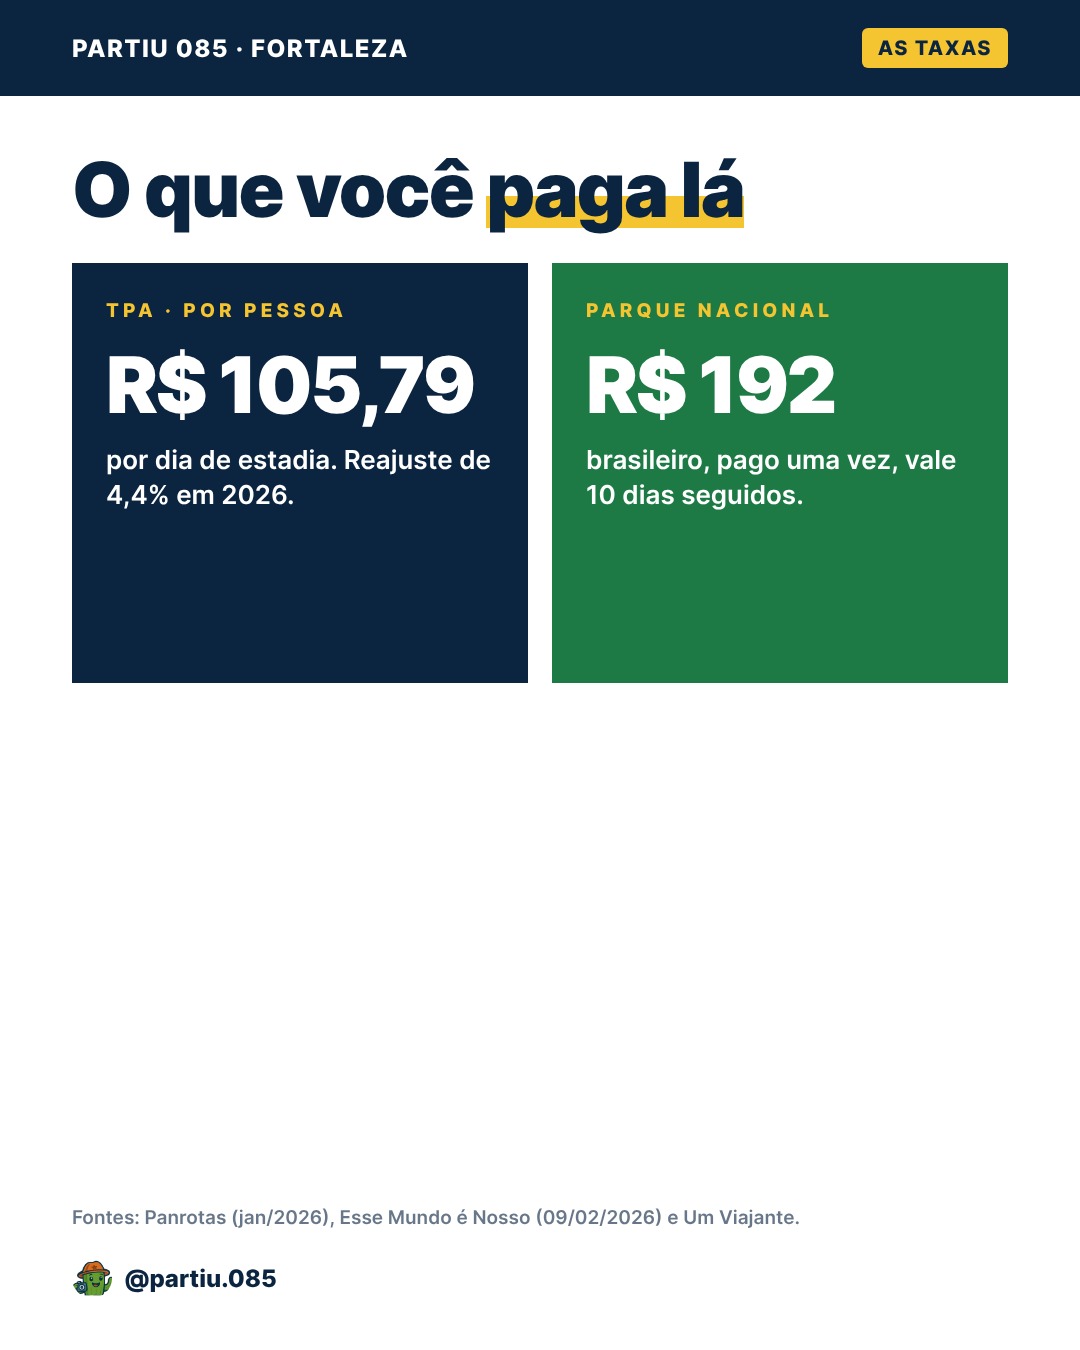 PARTIU 085 · FORTALEZA
AS TAXAS
O que você paga lá
TPA · POR PESSOA
R$ 105,79
por dia de estadia. Reajuste de
4,4% em 2026.
PARQUE NACIONAL
R$ 192
brasileiro, pago uma vez, vale
10 dias seguidos.
Fontes: Panrotas (jan/2026), Esse Mundo é Nosso (09/02/2026) e Um Viajante.
@partiu.085